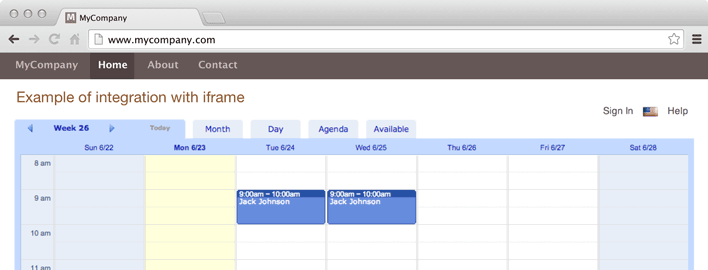 MyCompany
www.mycompany.com
MyCompany Home About Contact
Example of integration with iframe
Sign In Help
Week 26 Today Month Day Agenda Available
Sun 6/22 Mon 6/23 Tue 6/24 Wed 6/25 Thu 6/26 Fri 6/27 Sat 6/28
8 am
9 am
9:00am – 10:00am 9:00am – 10:00am
Jack Johnson Jack Johnson
10 am
11 am